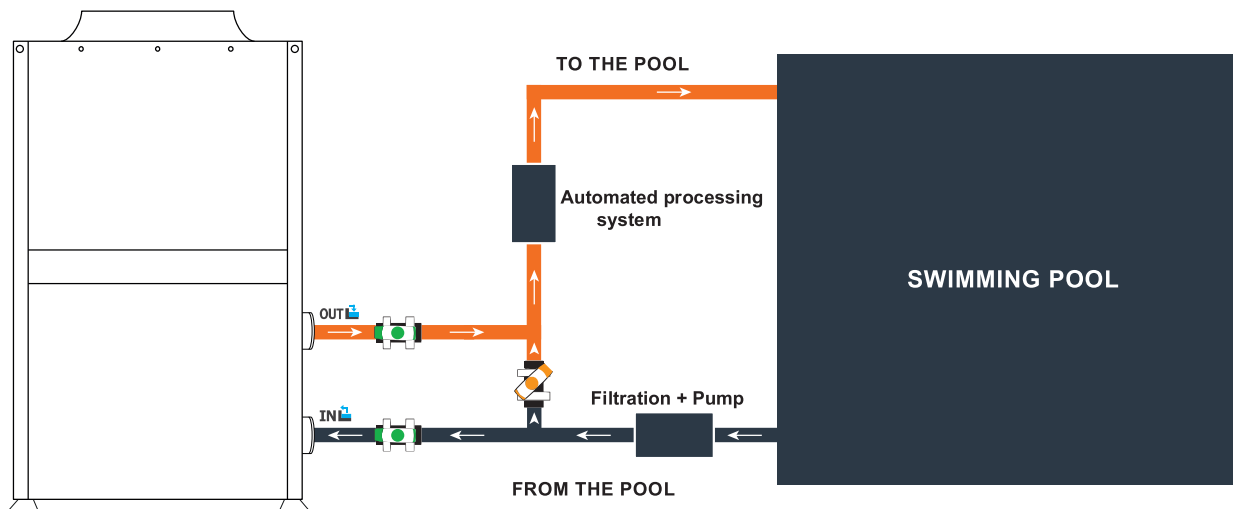 TO THE POOL
Automated processing
system
SWIMMING POOL
OUT
IN
Filtration + Pump
FROM THE POOL